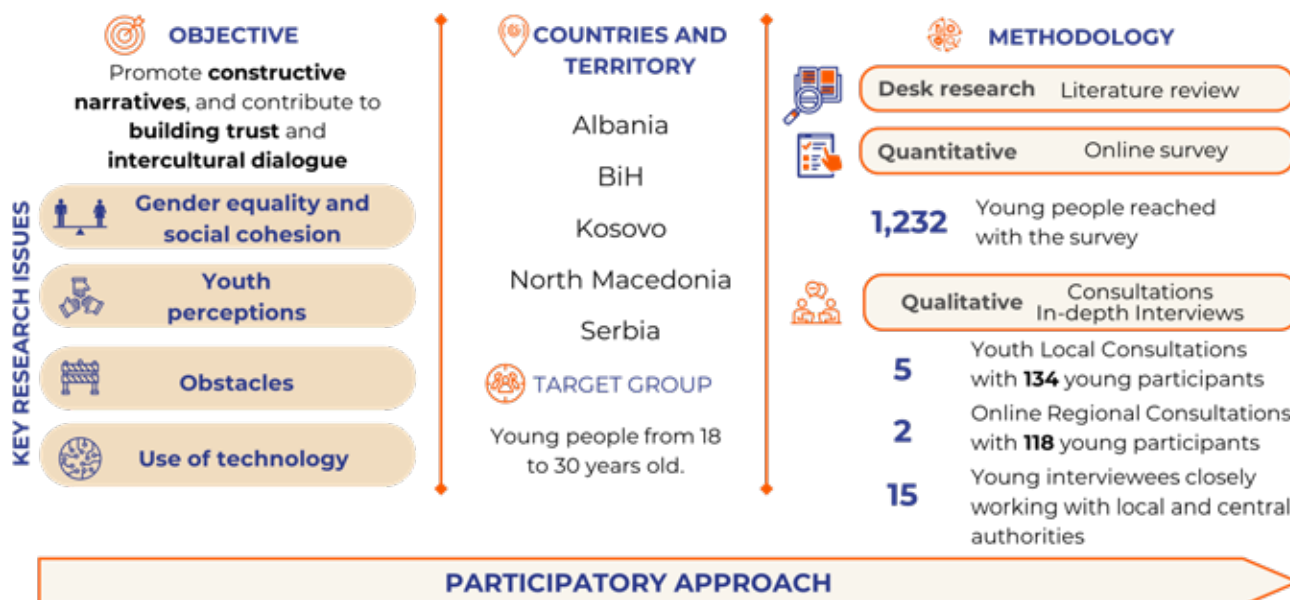 OBJECTIVE
Promote constructive
narratives, and contribute to
building trust and
intercultural dialogue
KEY RESEARCH ISSUES
Gender equality and
social cohesion
Youth
perceptions
Obstacles
Use of technology
COUNTRIES AND
TERRITORY
Albania
BiH
Kosovo
North Macedonia
Serbia
TARGET GROUP
Young people from 18
to 30 years old.
METHODOLOGY
Desk research Literature review
Quantitative Online survey
1,232 Young people reached
with the survey
Qualitative Consultations
In-depth Interviews
5 Youth Local Consultations
with 134 young participants
2 Online Regional Consultations
with 118 young participants
15 Young interviewees closely
working with local and central
authorities
PARTICIPATORY APPROACH